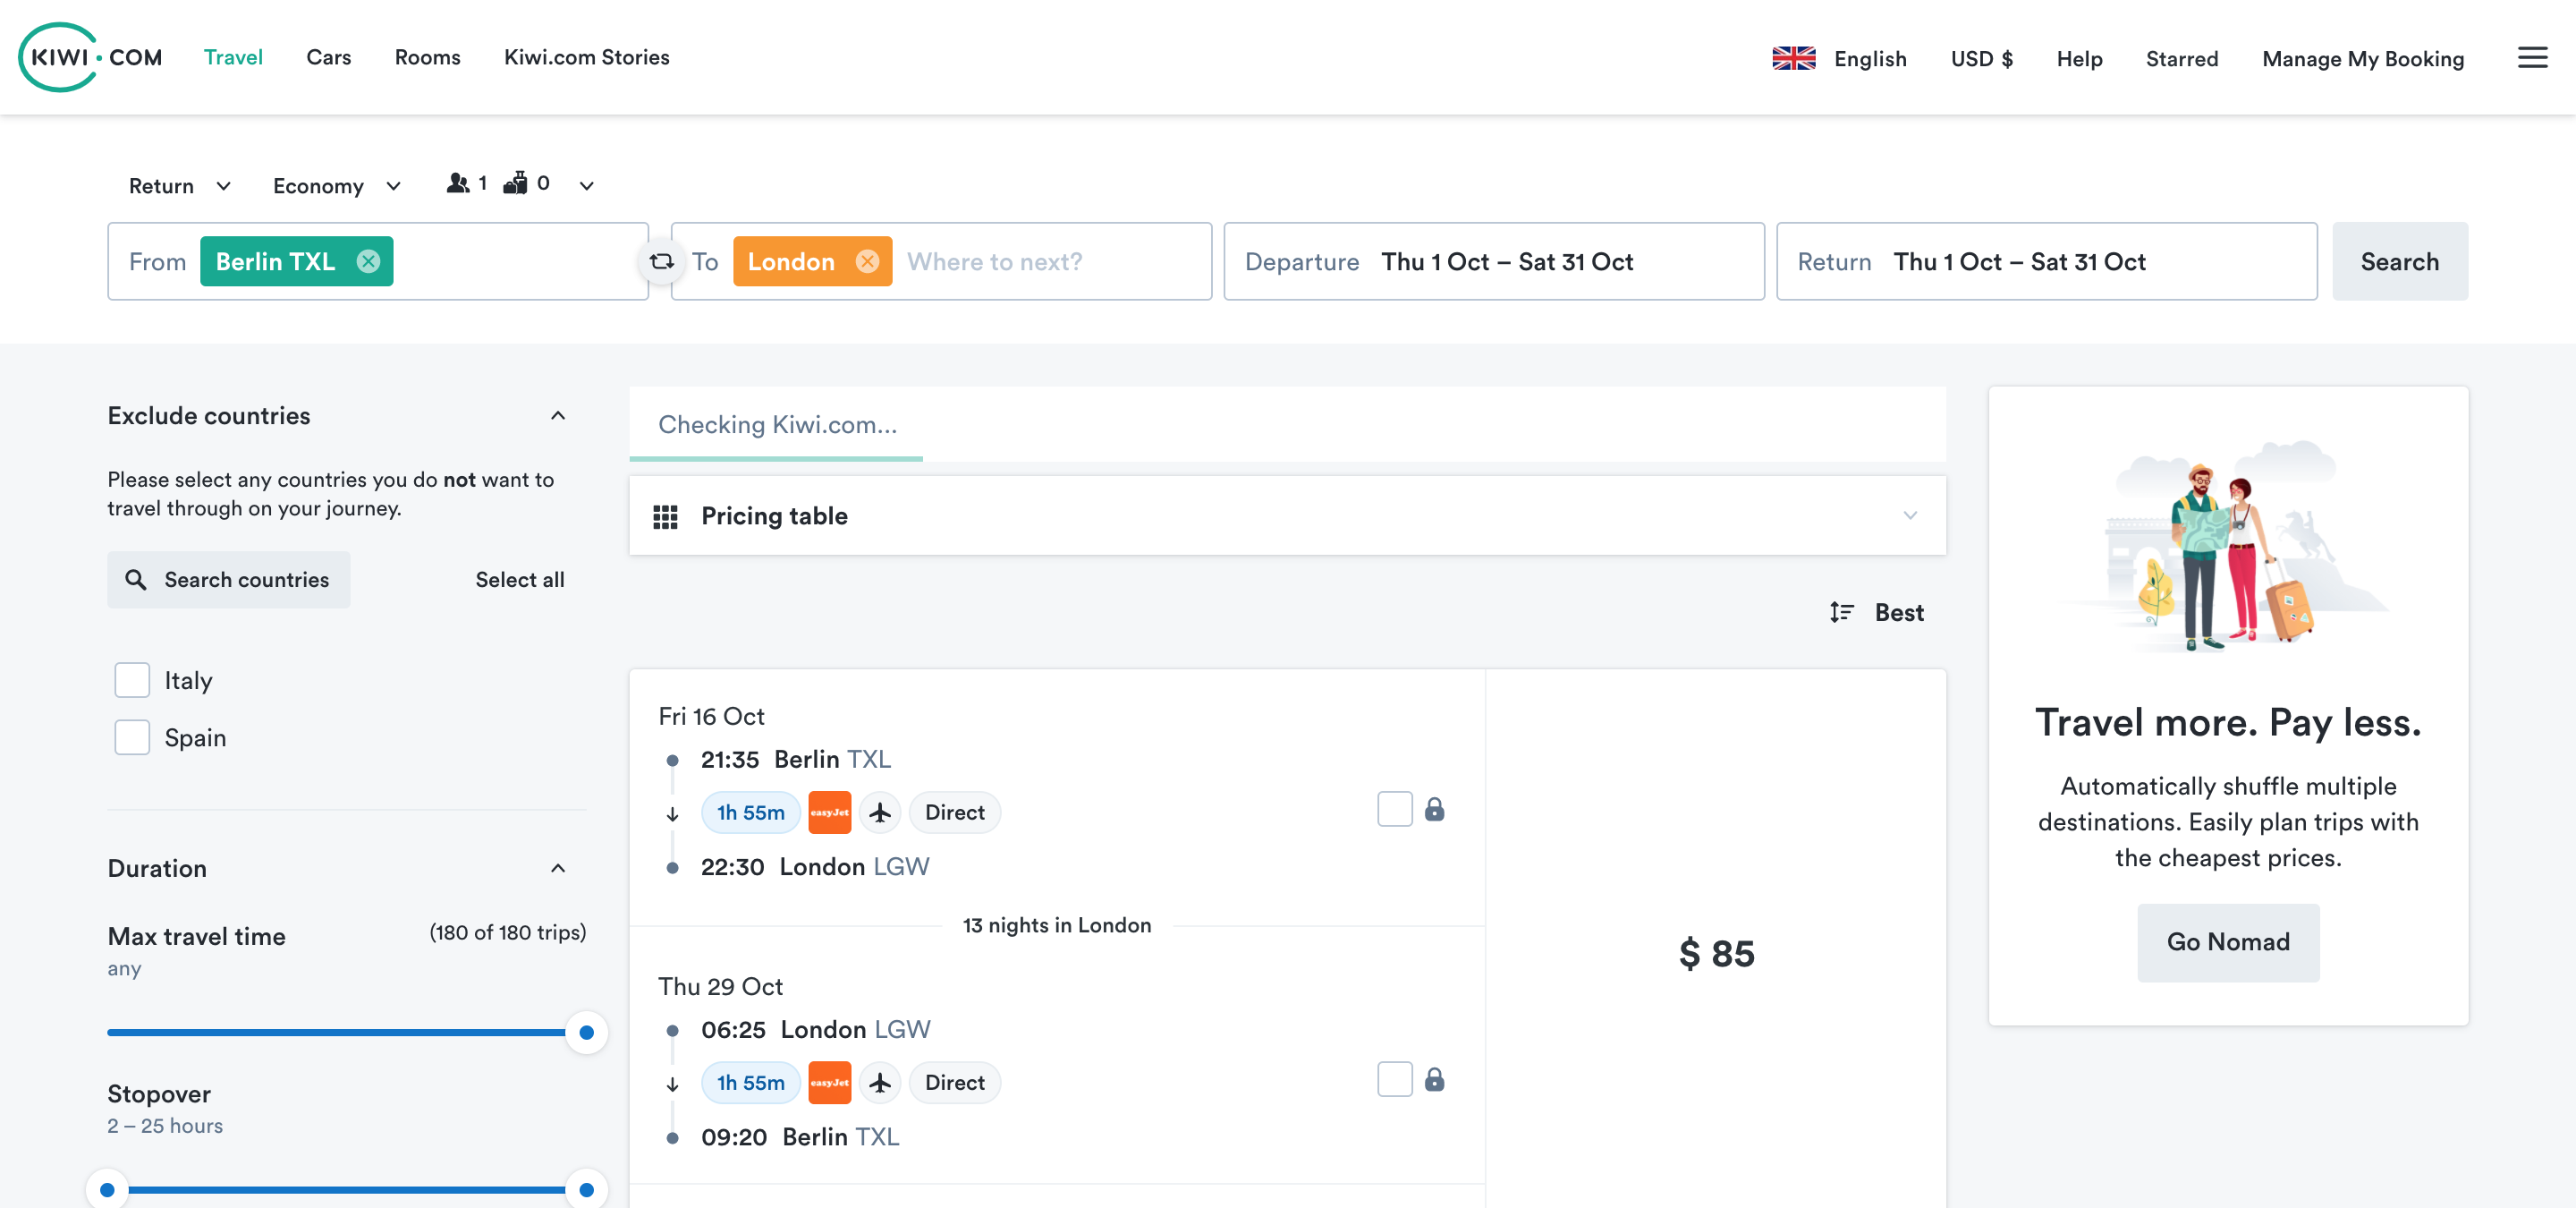 KIWI.COM Travel Cars Rooms Kiwi.com Stories English USD $ Help Starred Manage My Booking
Return Economy 1 0
From Berlin TXL To London Where to next? Departure Thu 1 Oct – Sat 31 Oct Return Thu 1 Oct – Sat 31 Oct Search
Exclude countries
Please select any countries you do not want to
travel through on your journey.
Search countries Select all
Italy
Spain
Duration
Max travel time (180 of 180 trips)
any
Stopover
2 – 25 hours
Checking Kiwi.com...
Pricing table
Best
Fri 16 Oct
21:35 Berlin TXL
1h 55m easyJet Direct
22:30 London LGW
13 nights in London
Thu 29 Oct
06:25 London LGW
1h 55m easyJet Direct
09:20 Berlin TXL
$ 85
Travel more. Pay less.
Automatically shuffle multiple
destinations. Easily plan trips with
the cheapest prices.
Go Nomad